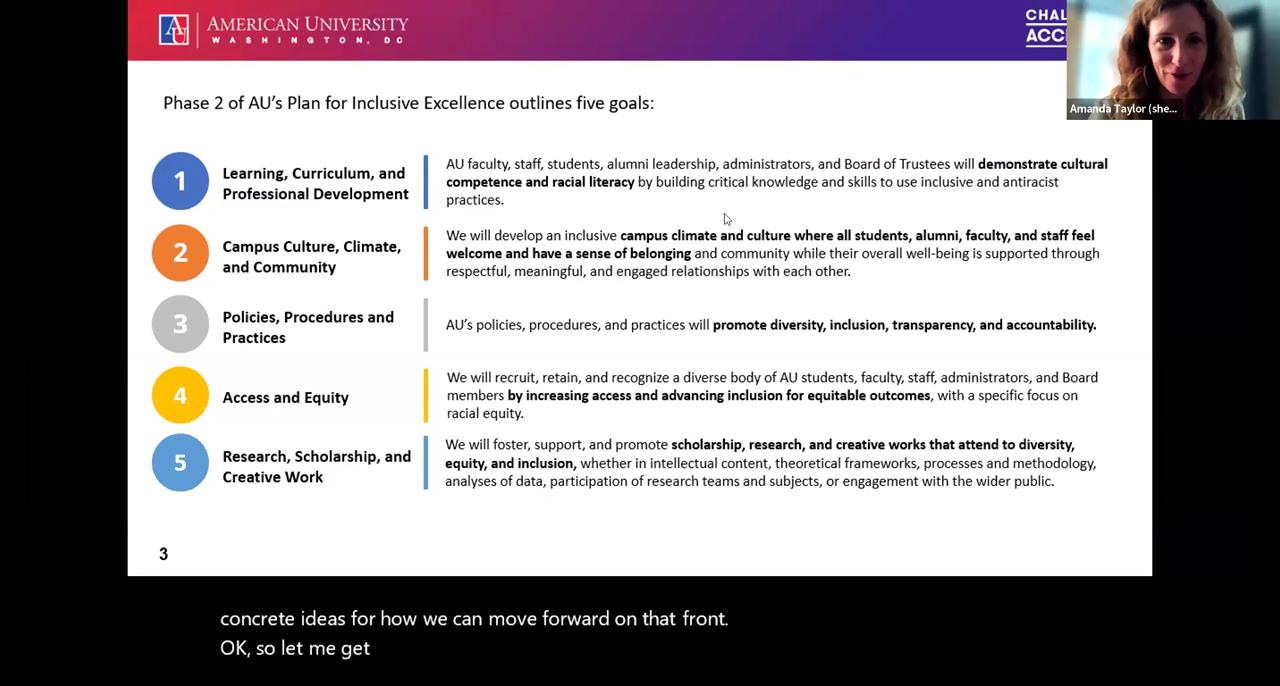 AMERICAN UNIVERSITY
WASHINGTON, DC
CHAL
ACC
Amanda Taylor (she...
Phase 2 of AU's Plan for Inclusive Excellence outlines five goals:
1
Learning, Curriculum, and
Professional Development
AU faculty, staff, students, alumni leadership, administrators, and Board of Trustees will demonstrate cultural
competence and racial literacy by building critical knowledge and skills to use inclusive and antiracist
practices.
2
Campus Culture, Climate,
and Community
We will develop an inclusive campus climate and culture where all students, alumni, faculty, and staff feel
welcome and have a sense of belonging and community while their overall well-being is supported through
respectful, meaningful, and engaged relationships with each other.
3
Policies, Procedures and
Practices
AU's policies, procedures, and practices will promote diversity, inclusion, transparency, and accountability.
4
Access and Equity
We will recruit, retain, and recognize a diverse body of AU students, faculty, staff, administrators, and Board
members by increasing access and advancing inclusion for equitable outcomes, with a specific focus on
racial equity.
5
Research, Scholarship, and
Creative Work
We will foster, support, and promote scholarship, research, and creative works that attend to diversity,
equity, and inclusion, whether in intellectual content, theoretical frameworks, processes and methodology,
analyses of data, participation of research teams and subjects, or engagement with the wider public.
3
concrete ideas for how we can move forward on that front.
OK, so let me get